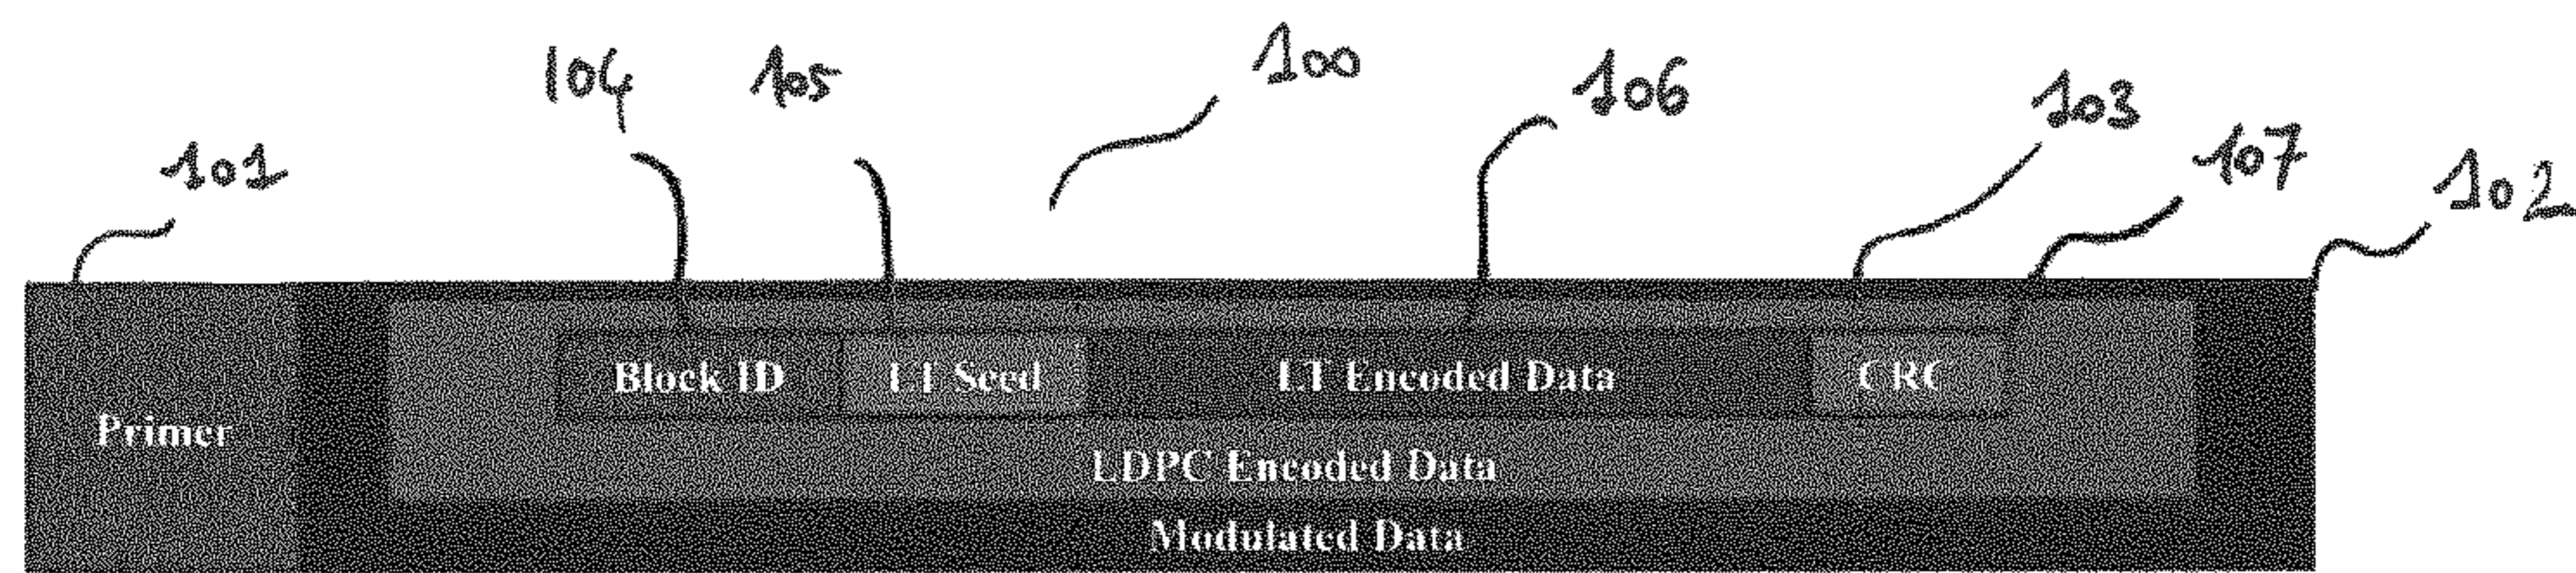 100
104 105 106 103
101 107 102
Block ID LT Seed LT Encoded Data CRC
Primer
LDPC Encoded Data
Modulated Data